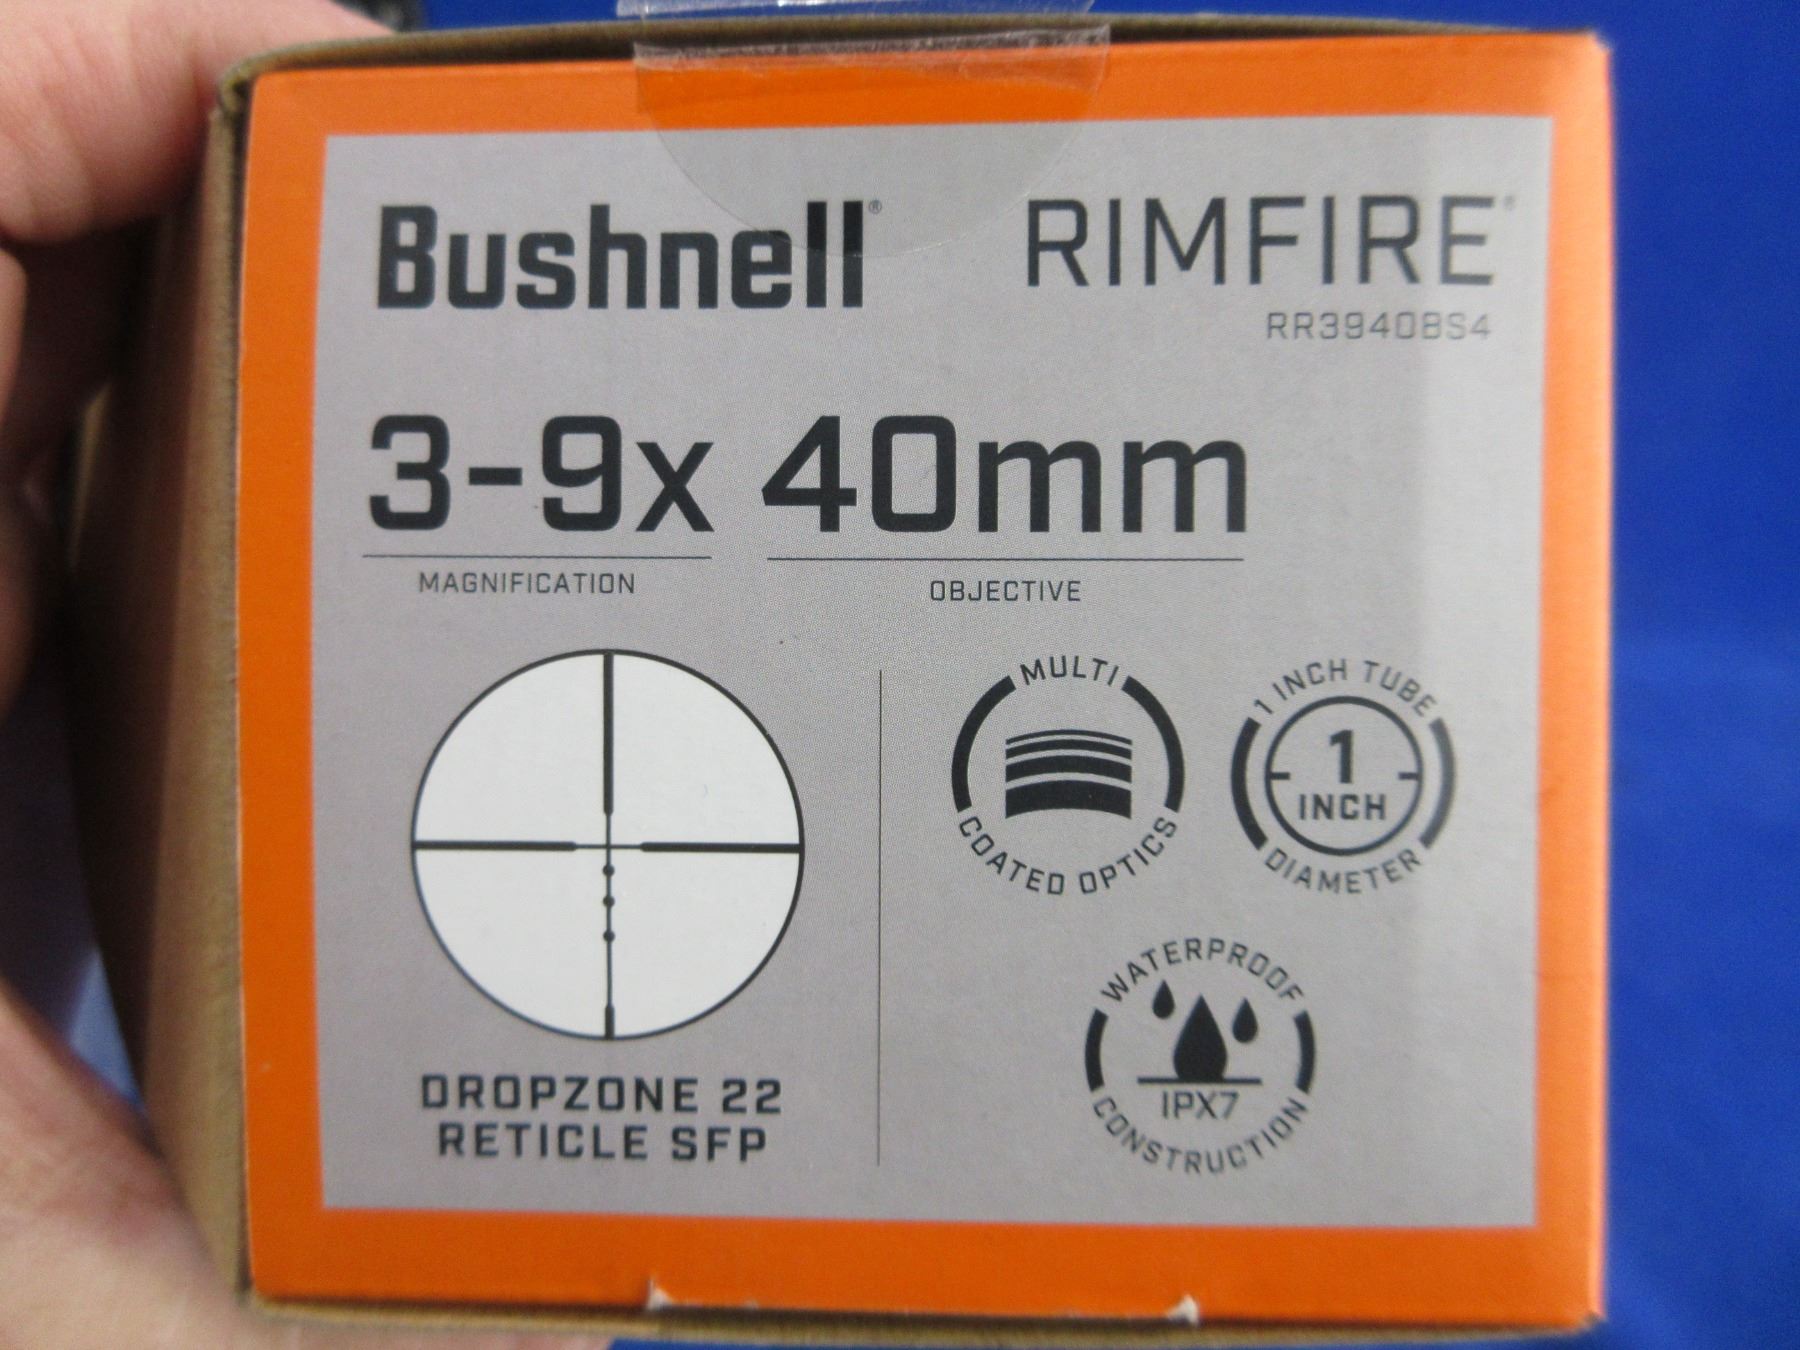 Bushnell®
RIMFIRE®
RR3940BS4
3-9x 40mm
MAGNIFICATION
OBJECTIVE
MULTI
COATED OPTICS
1 INCH TUBE
1
INCH
DIAMETER
WATERPROOF
IPX7
CONSTRUCTION
DROPZONE 22
RETICLE SFP